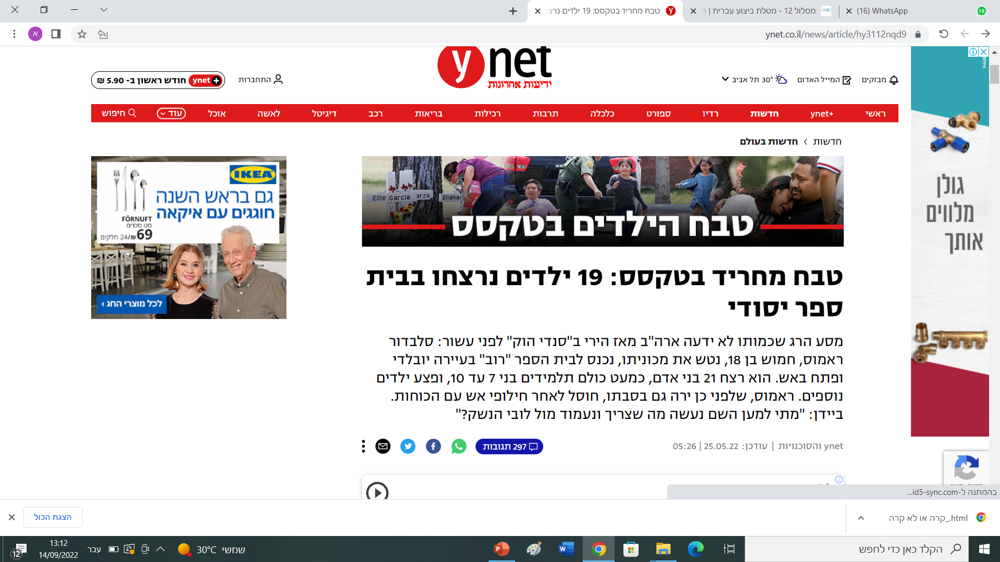 טבח מחריד בטקסס: 19 ילדים נרצ
מסלול 12 - מטלת ביצוע עברית | ח
(16) WhatsApp
16
א
ynet.co.il/news/article/hy3112nqd9
ynet
ידיעות אחרונות
מבזקים
המייל האדום
30° תל אביב
התחברות
ynet+ חודש ראשון ב- 5.90 ₪
ראשי
ynet+
חדשות
רדיו
ספורט
כלכלה
תרבות
רכילות
בריאות
רכב
דיגיטל
לאשה
אוכל
עוד
חיפוש
חדשות › חדשות בעולם
Ellie Garcia
arza
Eliahar
טבח הילדים בטקסס
טבח מחריד בטקסס: 19 ילדים נרצחו בבית
ספר יסודי
מסע הרג שכמותו לא ידעה ארה"ב מאז הירי ב"סנדי הוק" לפני עשור: סלבדור
ראמוס, חמוש בן 18, נטש את מכוניתו, נכנס לבית הספר "רוב" בעיירה יובלדי
ופתח באש. הוא רצח 21 בני אדם, כמעט כולם תלמידים בני 7 עד 10, ופצע ילדים
נוספים. ראמוס, שלפני כן ירה גם בסבתו, חוסל לאחר חילופי אש עם הכוחות.
ביידן: "מתי למען השם נעשה מה שצריך ונעמוד מול לובי הנשק?"
ynet והסוכנויות | עודכן: 25.05.22 | 05:26
297 תגובות
IKEA
גם בראש השנה
חוגגים עם איקאה
FÖRNUFT
סט סכו"ם
69₪/24 חלקים
לכל מוצרי החג ›
גולן
מלווים
אותך
בהמתנה ל-id5-sync.com...
קרה או לא קרה_.html
הצגת הכול
הקלד כאן כדי לחפש
30°C שמשי
עבר
13:12
14/09/2022
12